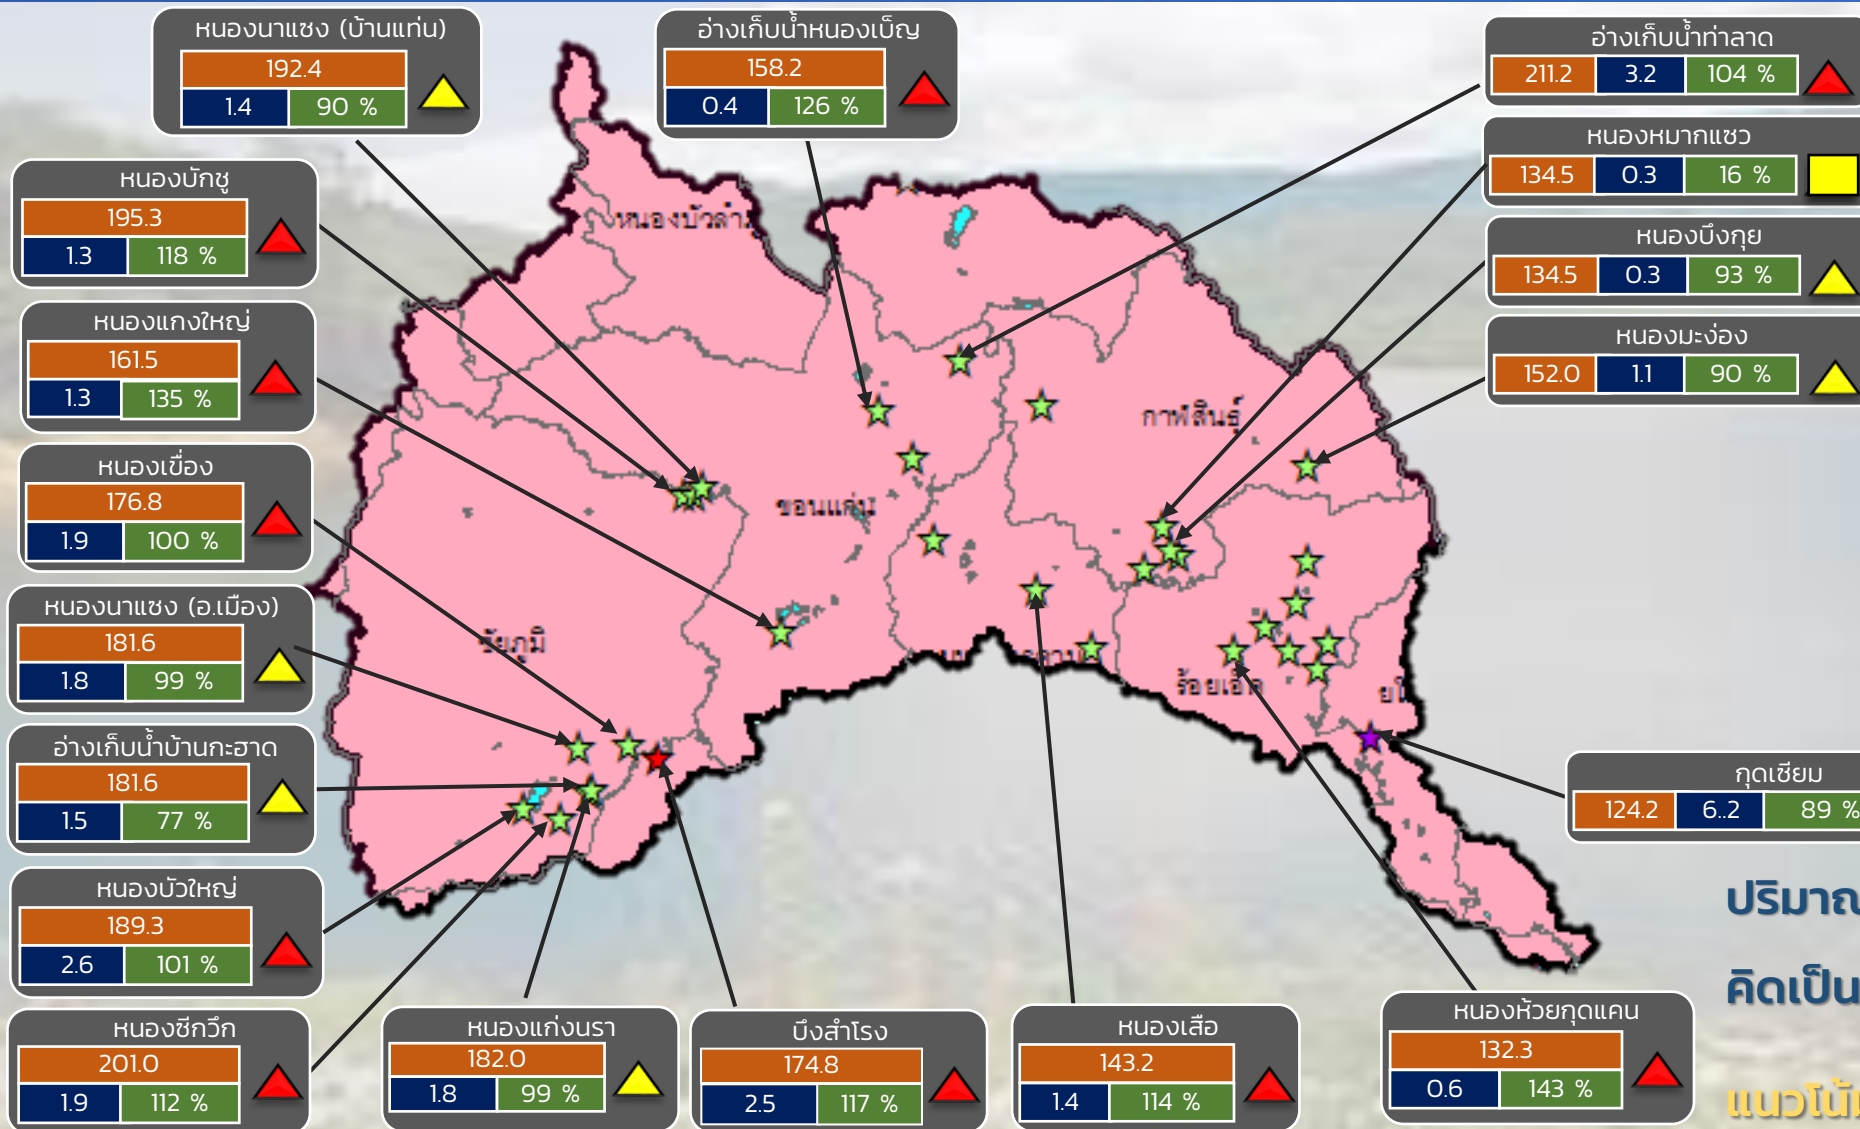 หนองนาแซง (บ้านแท่น)
192.4
1.4 90 %
อ่างเก็บน้ำหนองเบ็ญ
158.2
0.4 126 %
อ่างเก็บน้ำท่าลาด
211.2 3.2 104 %
หนองหมากแซว
134.5 0.3 16 %
หนองบึงกุย
134.5 0.3 93 %
หนองมะง่อง
152.0 1.1 90 %
หนองบักชู
195.3
1.3 118 %
หนองแกงใหญ่
161.5
1.3 135 %
หนองเขื่อง
176.8
1.9 100 %
หนองนาแซง (อ.เมือง)
181.6
1.8 99 %
อ่างเก็บน้ำบ้านกะฮาด
181.6
1.5 77 %
หนองบัวใหญ่
189.3
2.6 101 %
หนองซีกวึก
201.0
1.9 112 %
หนองแก่งนรา
182.0
1.8 99 %
บึงสำโรง
174.8
2.5 117 %
หนองเสือ
143.2
1.4 114 %
หนองห้วยกุดแคน
132.3
0.6 143 %
กุดเซียม
124.2 6..2 89 %
หนองบัวลำภู
กาฬสินธุ์
ขอนแก่น
ชัยภูมิ
ร้อยเอ็ด
ปริมาณ
คิดเป็น
แนวโน้ม